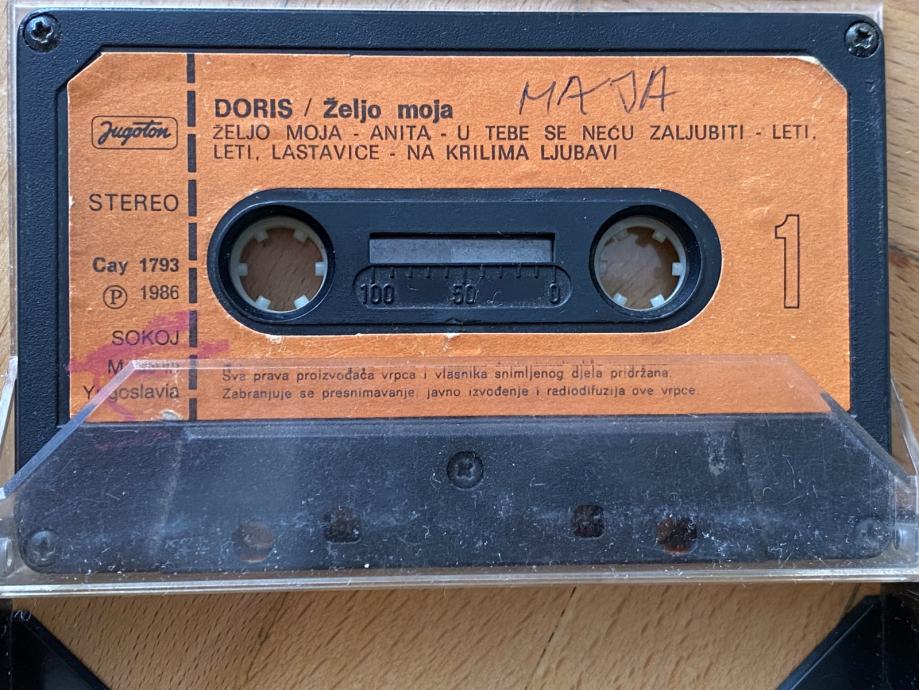 MAJA
DORIS / Željo moja
ŽELJO MOJA - ANITA - U TEBE SE NEĆU ZALJUBITI - LETI,
LETI, LASTAVICE - NA KRILIMA LJUBAVI
Jugoton
STEREO
Cay 1793
Ⓟ 1986
SOKOJ
Yugoslavia
1
100 50 0
Sva prava proizvođača vrpca i vlasnika snimljenog djela pridržana.
Zabranjuje se presnimavanje, javno izvođenje i radiodifuzija ove vrpce